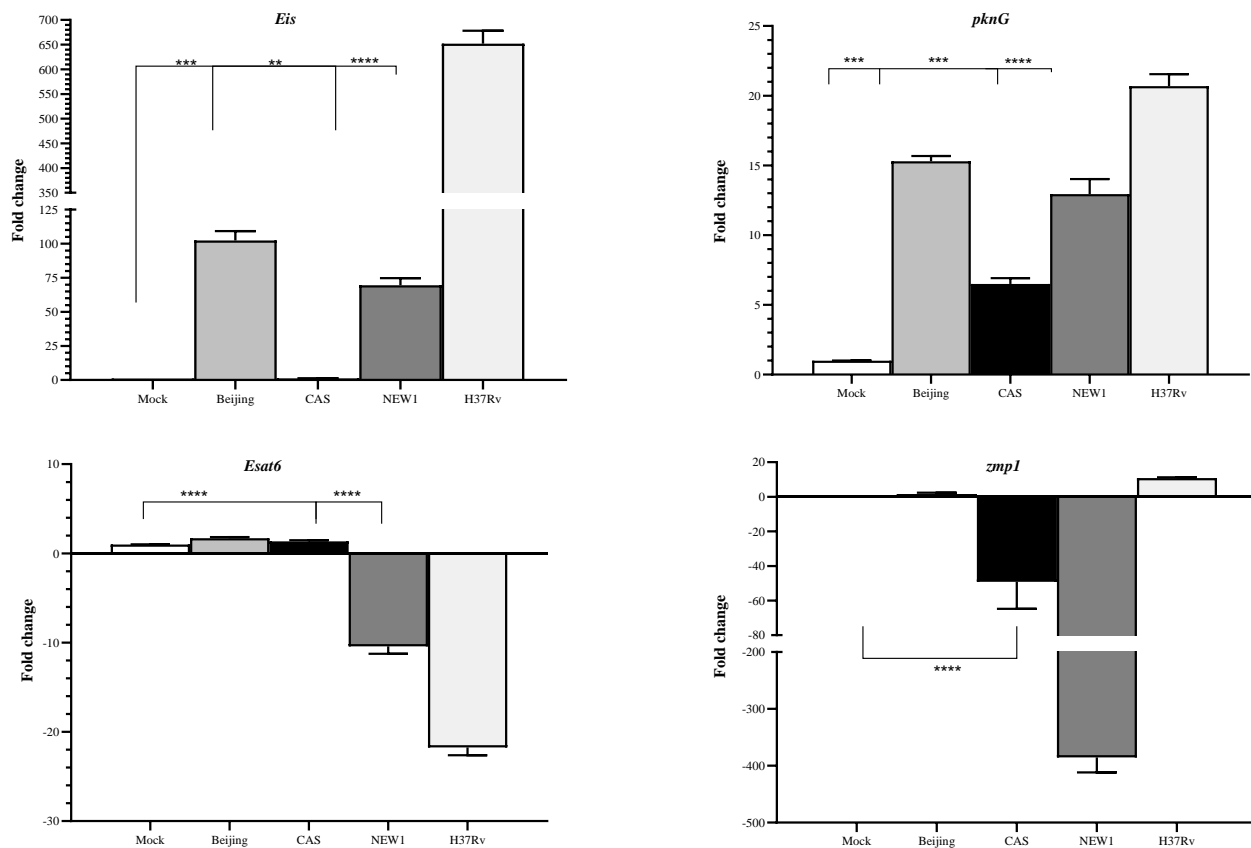 Eis
Fold change
700
650
600
550
500
450
400
350
125
100
75
50
25
0
*** ** ****
Mock Beijing CAS NEW1 H37Rv
pknG
Fold change
25
20
15
10
5
0
*** *** ****
Mock Beijing CAS NEW1 H37Rv
Esat6
Fold change
10
0
-10
-20
-30
**** ****
Mock Beijing CAS NEW1 H37Rv
zmp1
Fold change
20
0
-20
-40
-60
-80
-200
-300
-400
-500
****
Mock Beijing CAS NEW1 H37Rv